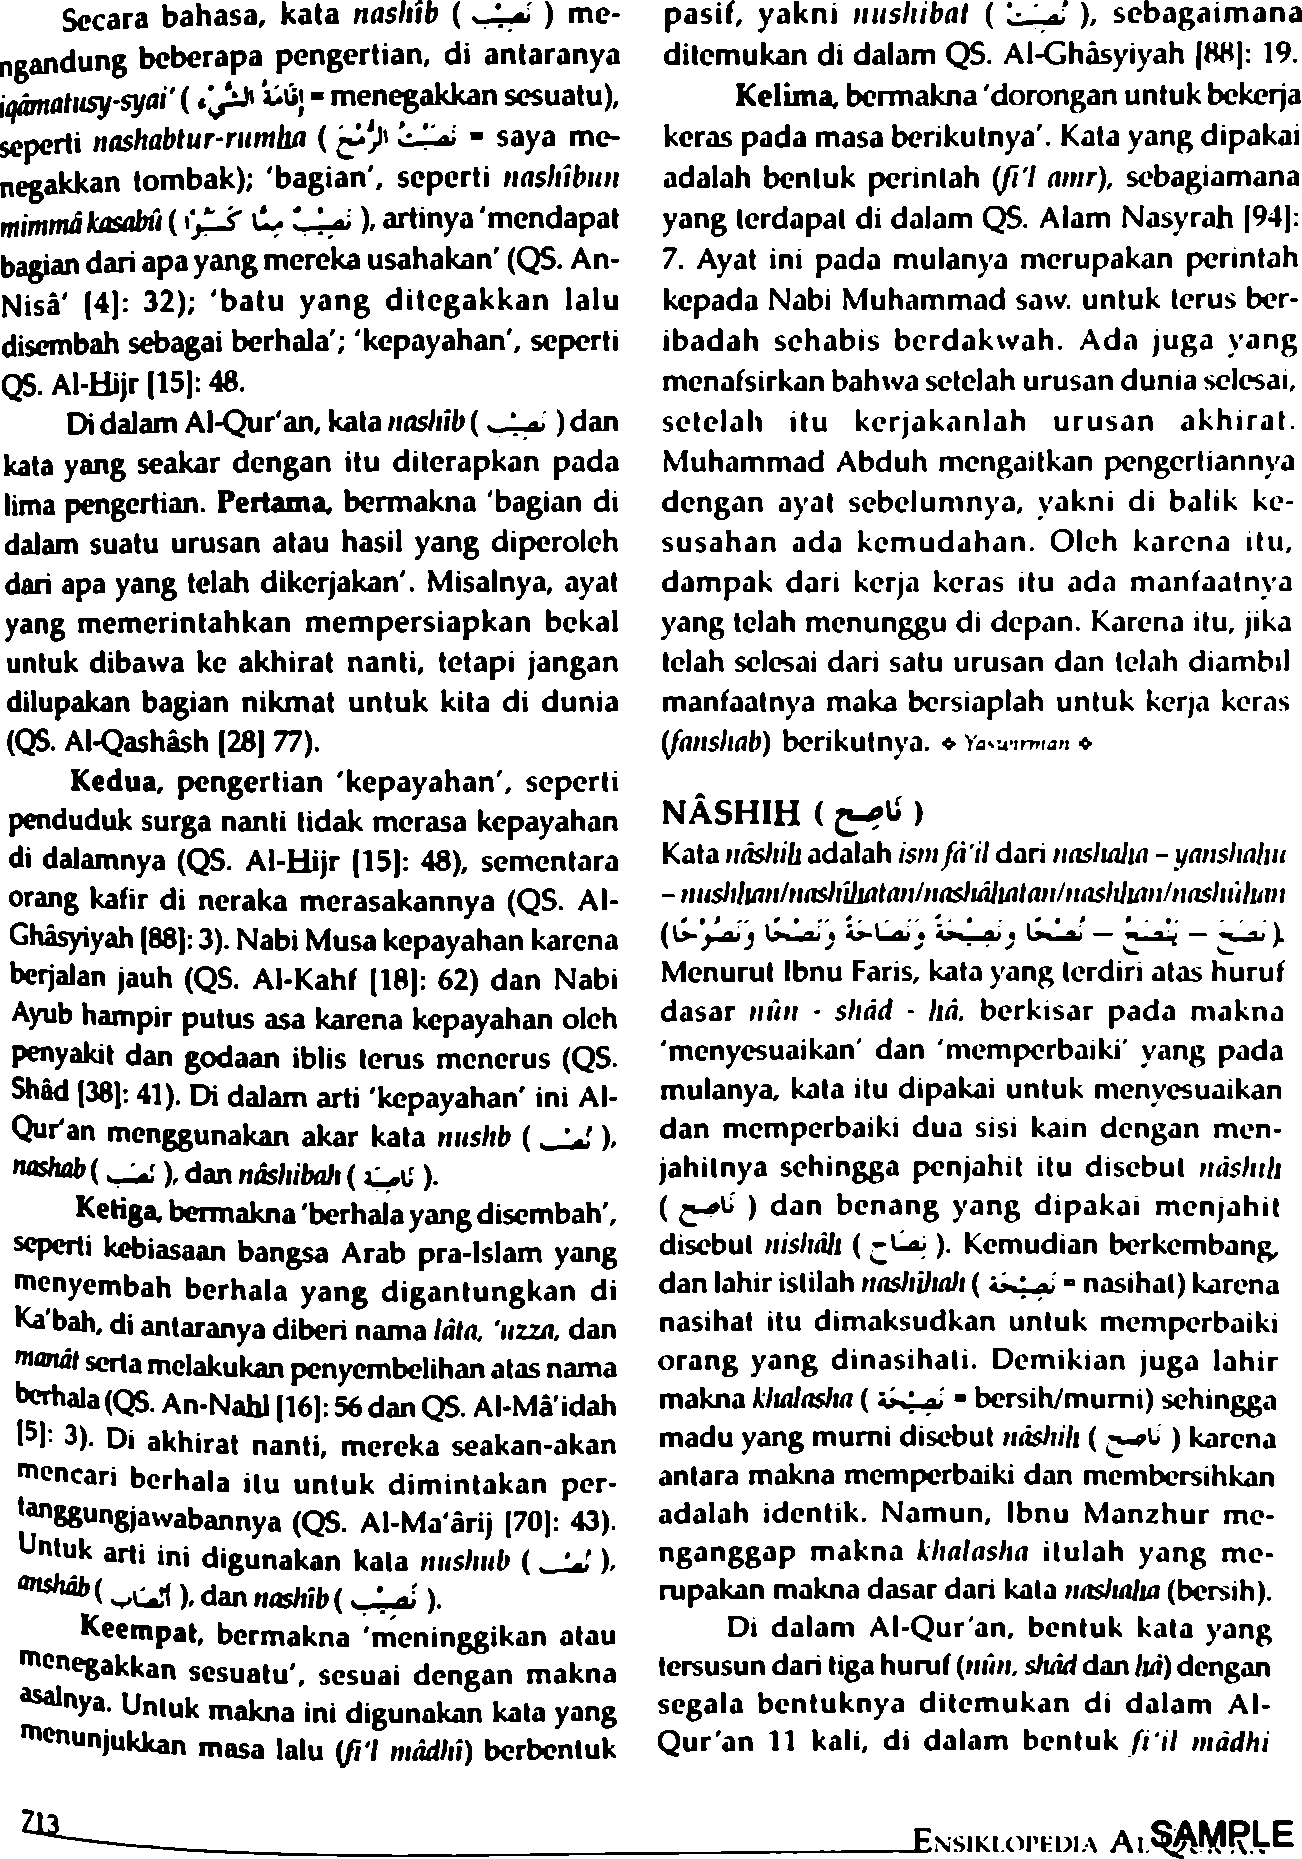 Secara bahasa, kata nashîb ( نَصِيْب ) me-
ngandung beberapa pengertian, di antaranya
iqâmatusy-syai' ( إِقَامَةُ الشَّيْءِ = menegakkan sesuatu),
seperti nashabtur-rumha ( نَصَبْتُ الرُّمْحَ = saya me-
negakkan tombak); 'bagian', seperti nashîbun
mimmâ kasabû ( نَصِيْبٌ مِمَّا كَسَبُوْا ), artinya 'mendapat
bagian dari apa yang mereka usahakan' (QS. An-
Nisâ' [4]: 32); 'batu yang ditegakkan lalu
disembah sebagai berhala'; 'kepayahan', seperti
QS. Al-Hijr [15]: 48.
Di dalam Al-Qur'an, kata nashîb ( نَصِيْب ) dan
kata yang seakar dengan itu diterapkan pada
lima pengertian. Pertama, bermakna 'bagian di
dalam suatu urusan atau hasil yang diperoleh
dari apa yang telah dikerjakan'. Misalnya, ayat
yang memerintahkan mempersiapkan bekal
untuk dibawa ke akhirat nanti, tetapi jangan
dilupakan bagian nikmat untuk kita di dunia
(QS. Al-Qashâsh [28] 77).
Kedua, pengertian 'kepayahan', seperti
penduduk surga nanti tidak merasa kepayahan
di dalamnya (QS. Al-Hijr [15]: 48), sementara
orang kafir di neraka merasakannya (QS. Al-
Ghâsyiyah [88]: 3). Nabi Musa kepayahan karena
berjalan jauh (QS. Al-Kahf [18]: 62) dan Nabi
Ayub hampir putus asa karena kepayahan oleh
penyakit dan godaan iblis terus menerus (QS.
Shâd [38]: 41). Di dalam arti 'kepayahan' ini Al-
Qur'an menggunakan akar kata nushb ( نُصْب ),
nashab ( نَصَب ), dan nâshibah ( نَاصِبَة ).
Ketiga, bermakna 'berhala yang disembah',
seperti kebiasaan bangsa Arab pra-Islam yang
menyembah berhala yang digantungkan di
Ka'bah, di antaranya diberi nama lâta, 'uzza, dan
manât serta melakukan penyembelihan atas nama
berhala (QS. An-Nahl [16]: 56 dan QS. Al-Mâ'idah
[5]: 3). Di akhirat nanti, mereka seakan-akan
mencari berhala itu untuk dimintakan per-
tanggungjawabannya (QS. Al-Ma'ârij [70]: 43).
Untuk arti ini digunakan kata nushub ( نُصُب ),
anshâb ( أَنْصَاب ), dan nashîb ( نَصِيْب ).
Keempat, bermakna 'meninggikan atau
menegakkan sesuatu', sesuai dengan makna
asalnya. Untuk makna ini digunakan kata yang
menunjukkan masa lalu (fi'l mâdhî) berbentuk
pasif, yakni nushibat ( نُصِبَتْ ), sebagaimana
ditemukan di dalam QS. Al-Ghâsyiyah [88]: 19.
Kelima, bermakna 'dorongan untuk bekerja
keras pada masa berikutnya'. Kata yang dipakai
adalah bentuk perintah (fi'l amr), sebagiamana
yang terdapat di dalam QS. Alam Nasyrah [94]:
7. Ayat ini pada mulanya merupakan perintah
kepada Nabi Muhammad saw. untuk terus ber-
ibadah sehabis berdakwah. Ada juga yang
menafsirkan bahwa setelah urusan dunia selesai,
setelah itu kerjakanlah urusan akhirat.
Muhammad Abduh mengaitkan pengertiannya
dengan ayat sebelumnya, yakni di balik ke-
susahan ada kemudahan. Oleh karena itu,
dampak dari kerja keras itu ada manfaatnya
yang telah menunggu di depan. Karena itu, jika
telah selesai dari satu urusan dan telah diambil
manfaatnya maka bersiaplah untuk kerja keras
(fanshab) berikutnya. ❖ Yasunirman ❖
NÂSHIH ( نَاصِح )
Kata nâshih adalah ism fâ'il dari nashaha – yanshahu
– nushhan/nashîhatan/nashâhatan/nashhan/nashûhan
(نَصَحَ – يَنْصَحُ – نُصْحًا وَنَصِيْحَةً وَنَصَاحَةً وَنَصْحًا وَنَصُوْحًا).
Menurut Ibnu Faris, kata yang terdiri atas huruf
dasar nûn - shâd - hâ, berkisar pada makna
'menyesuaikan' dan 'memperbaiki' yang pada
mulanya, kata itu dipakai untuk menyesuaikan
dan memperbaiki dua sisi kain dengan men-
jahitnya sehingga penjahit itu disebut nâshih
( نَاصِح ) dan benang yang dipakai menjahit
disebut nishâh ( نِصَاح ). Kemudian berkembang,
dan lahir istilah nashîhah ( نَصِيْحَة = nasihat) karena
nasihat itu dimaksudkan untuk memperbaiki
orang yang dinasihati. Demikian juga lahir
makna khalasha ( نَصِيْحَة = bersih/murni) sehingga
madu yang murni disebut nâshih ( نَاصِح ) karena
antara makna memperbaiki dan membersihkan
adalah identik. Namun, Ibnu Manzhur me-
nganggap makna khalasha itulah yang me-
rupakan makna dasar dari kata nashaha (bersih).
Di dalam Al-Qur'an, bentuk kata yang
tersusun dari tiga huruf (nûn, shâd dan hâ) dengan
segala bentuknya ditemukan di dalam Al-
Qur'an 11 kali, di dalam bentuk fi'il mâdhi
713
ENSIKLOPEDIA AL
SAMPLE